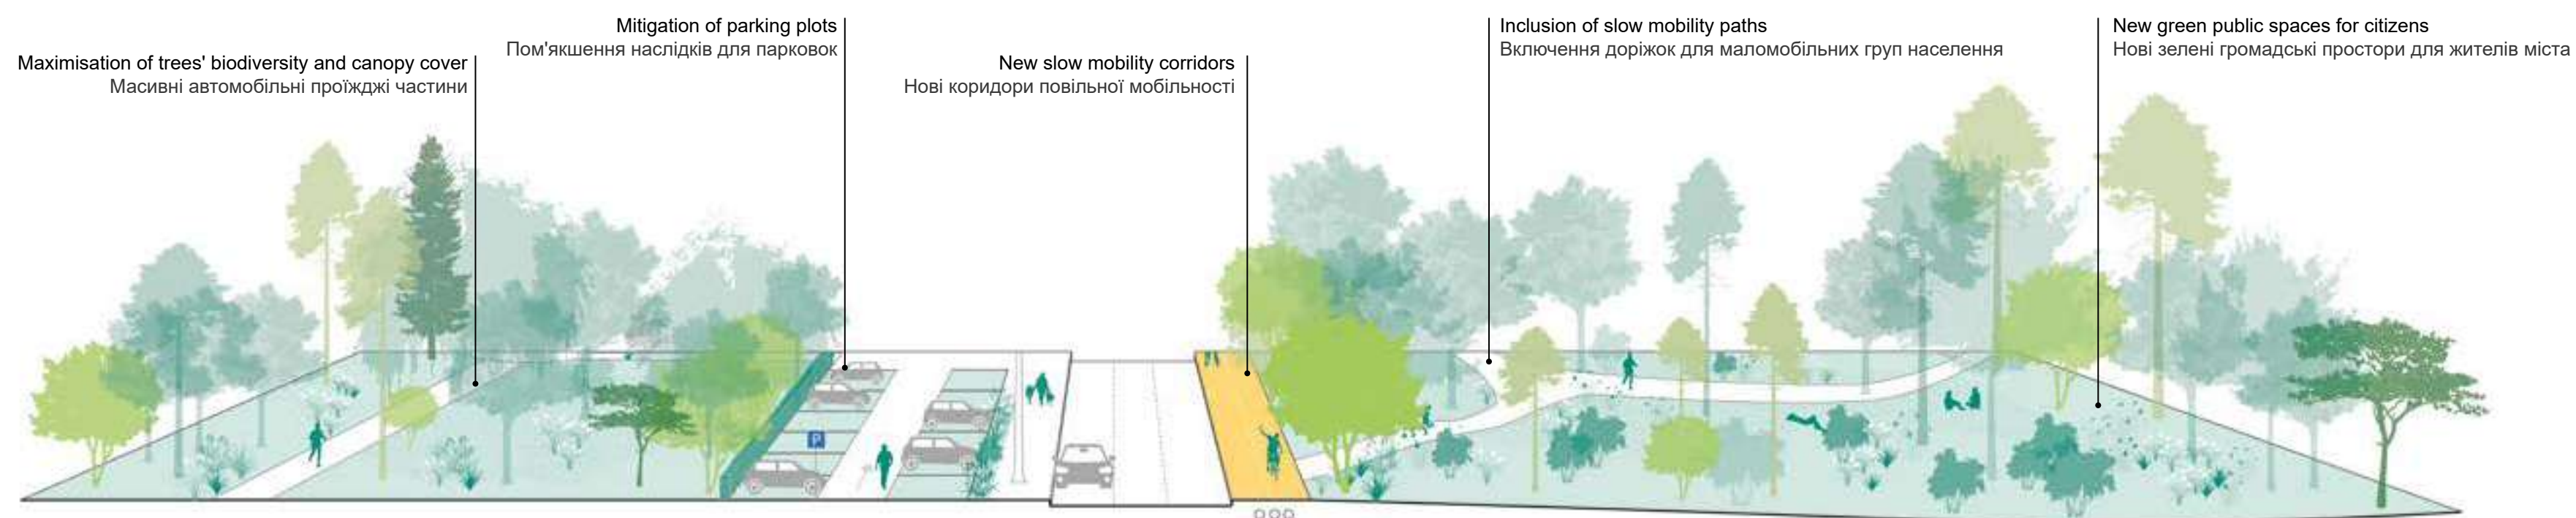 Maximisation of trees' biodiversity and canopy cover
Масивні автомобільні проїжджі частини
Mitigation of parking plots
Пом'якшення наслідків для парковок
New slow mobility corridors
Нові коридори повільної мобільності
Inclusion of slow mobility paths
Включення доріжок для маломобільних груп населення
New green public spaces for citizens
Нові зелені громадські простори для жителів міста
P